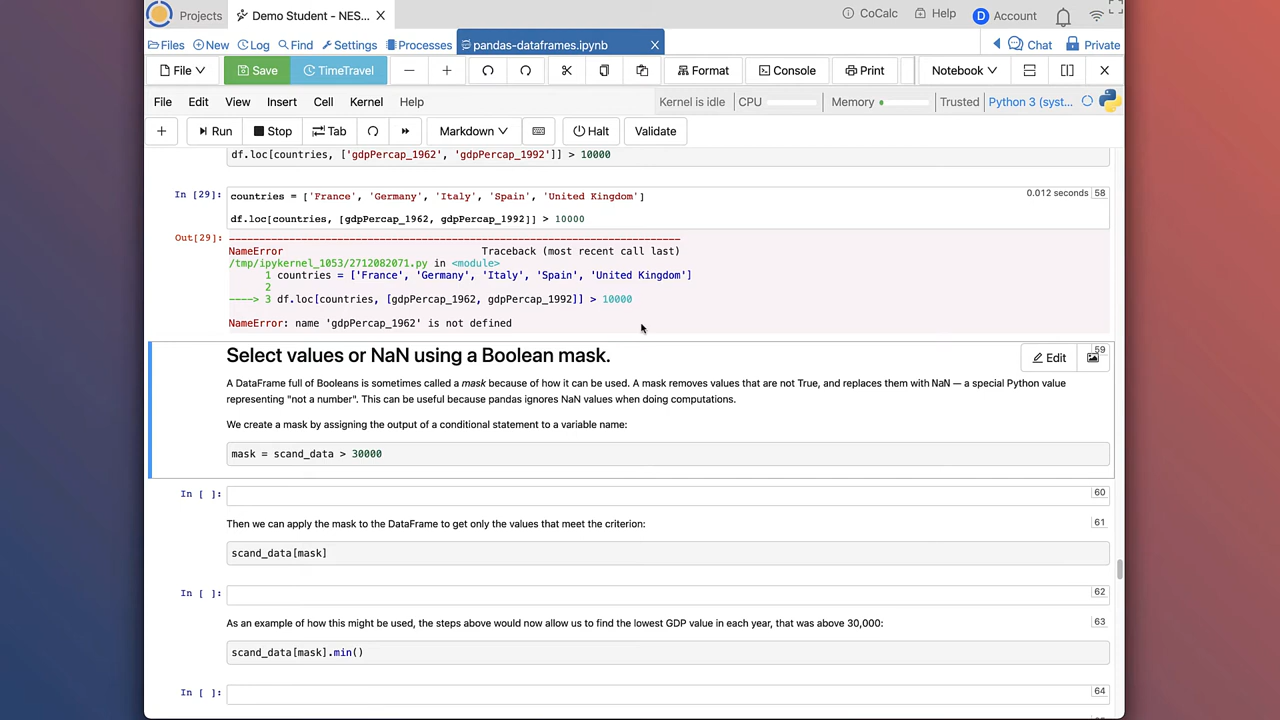 Projects
Demo Student - NES...
CoCalc
Help
D Account
Files
New
Log
Find
Settings
Processes
pandas-dataframes.ipynb
Chat
Private
File
Save
TimeTravel
Format
Console
Print
Notebook
File Edit View Insert Cell Kernel Help
Kernel is idle
CPU
Memory
Trusted
Python 3 (syst...
Run
Stop
Tab
Markdown
Halt
Validate
df.loc[countries, ['gdpPercap_1962', 'gdpPercap_1992']] > 10000
In [29]:
countries = ['France', 'Germany', 'Italy', 'Spain', 'United Kingdom']
0.012 seconds 58
df.loc[countries, [gdpPercap_1962, gdpPercap_1992]] > 10000
Out[29]:
---------------------------------------------------------------------------
NameError Traceback (most recent call last)
/tmp/ipykernel_1053/2712082071.py in <module>
1 countries = ['France', 'Germany', 'Italy', 'Spain', 'United Kingdom']
2
----> 3 df.loc[countries, [gdpPercap_1962, gdpPercap_1992]] > 10000
NameError: name 'gdpPercap_1962' is not defined
Select values or NaN using a Boolean mask.
Edit
59
A DataFrame full of Booleans is sometimes called a mask because of how it can be used. A mask removes values that are not True, and replaces them with NaN — a special Python value
representing "not a number". This can be useful because pandas ignores NaN values when doing computations.
We create a mask by assigning the output of a conditional statement to a variable name:
mask = scand_data > 30000
In [ ]:
60
Then we can apply the mask to the DataFrame to get only the values that meet the criterion:
61
scand_data[mask]
In [ ]:
62
As an example of how this might be used, the steps above would now allow us to find the lowest GDP value in each year, that was above 30,000:
63
scand_data[mask].min()
In [ ]:
64